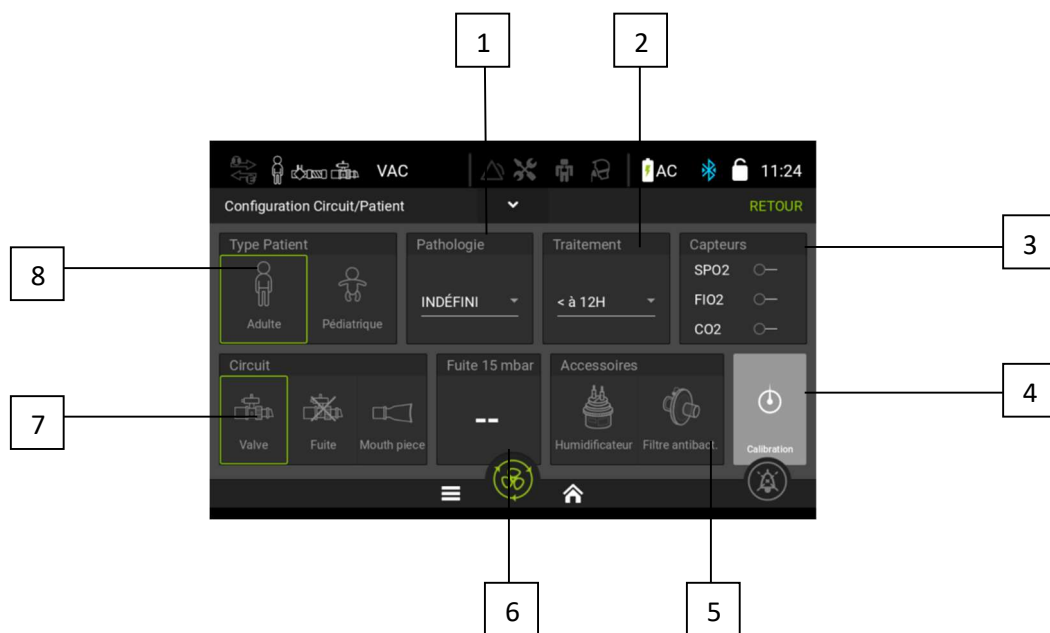 1
2
VAC
AC
11:24
Configuration Circuit/Patient
RETOUR
Type Patient
Pathologie
Traitement
Capteurs
3
8
SPO2
INDÉFINI
< à 12H
FIO2
Adulte
Pédiatrique
CO2
Circuit
Fuite 15 mbar
Accessoires
4
7
--
Valve
Fuite
Mouth piece
Humidificateur
Filtre antibact.
Calibration
6
5